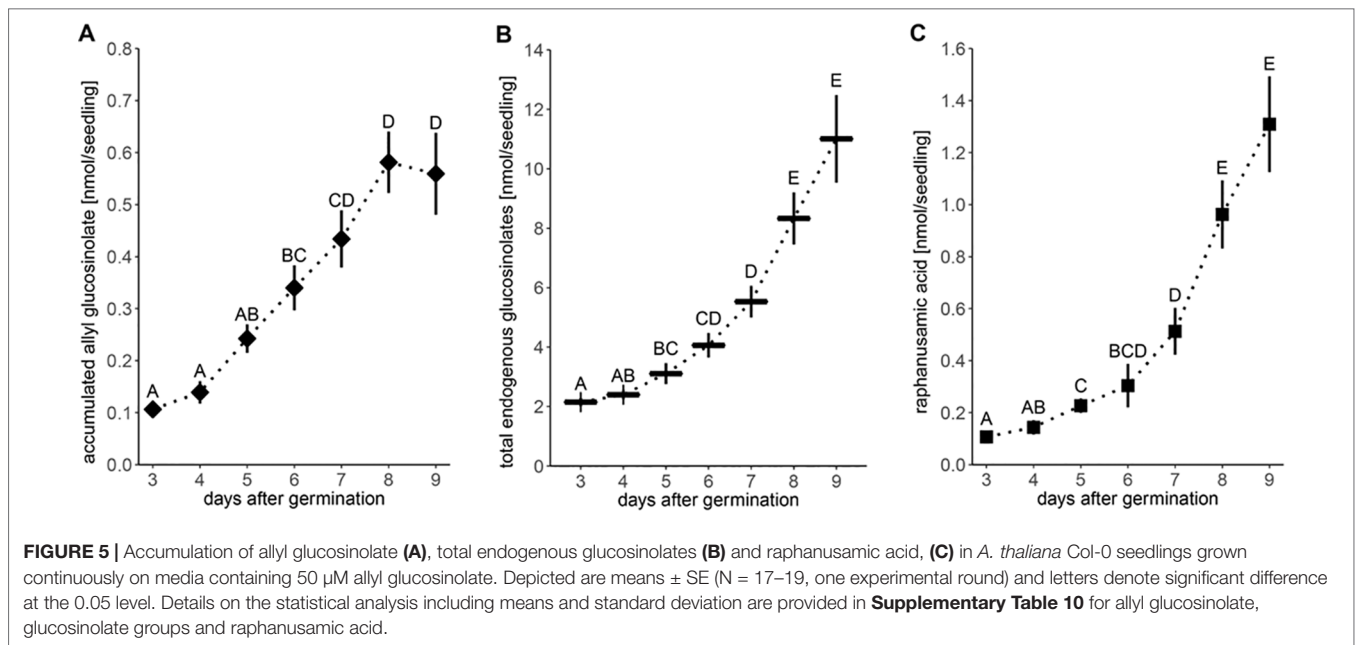 A
accumulated allyl glucosinolate [nmol/seedling]
0.8
0.7
0.6
0.5
0.4
0.3
0.2
0.1
0.0
A
A
AB
BC
CD
D
D
3 4 5 6 7 8 9
days after germination
B
total endogenous glucosinolates [nmol/seedling]
14
12
10
8
6
4
2
0
A
AB
BC
CD
D
E
E
3 4 5 6 7 8 9
days after germination
C
raphanusamic acid [nmol/seedling]
1.6
1.4
1.2
1.0
0.8
0.6
0.4
0.2
0.0
A
AB
C
BCD
D
E
E
3 4 5 6 7 8 9
days after germination
FIGURE 5 | Accumulation of allyl glucosinolate (A), total endogenous glucosinolates (B) and raphanusamic acid, (C) in A. thaliana Col-0 seedlings grown
continuously on media containing 50 µM allyl glucosinolate. Depicted are means ± SE (N = 17–19, one experimental round) and letters denote significant difference
at the 0.05 level. Details on the statistical analysis including means and standard deviation are provided in Supplementary Table 10 for allyl glucosinolate,
glucosinolate groups and raphanusamic acid.